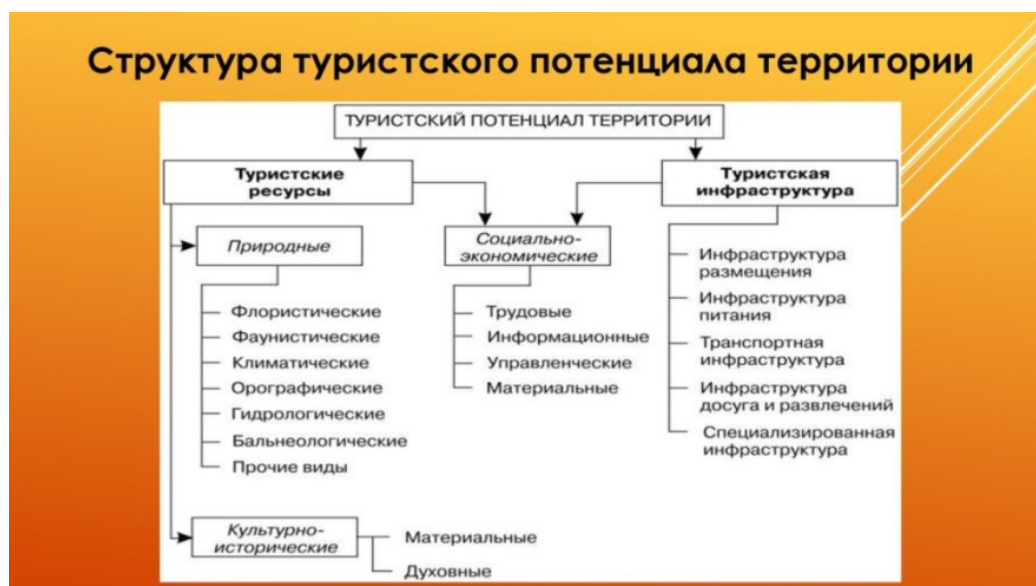 Структура туристского потенциала территории
ТУРИСТСКИЙ ПОТЕНЦИАЛ ТЕРРИТОРИИ
Туристские
ресурсы
Туристская
инфраструктура
Природные
Социально-
экономические
Флористические
Фаунистические
Климатические
Орографические
Гидрологические
Бальнеологические
Прочие виды
Трудовые
Информационные
Управленческие
Материальные
Инфраструктура
размещения
Инфраструктура
питания
Транспортная
инфраструктура
Инфраструктура
досуга и развлечений
Специализированная
инфраструктура
Культурно-
исторические
Материальные
Духовные